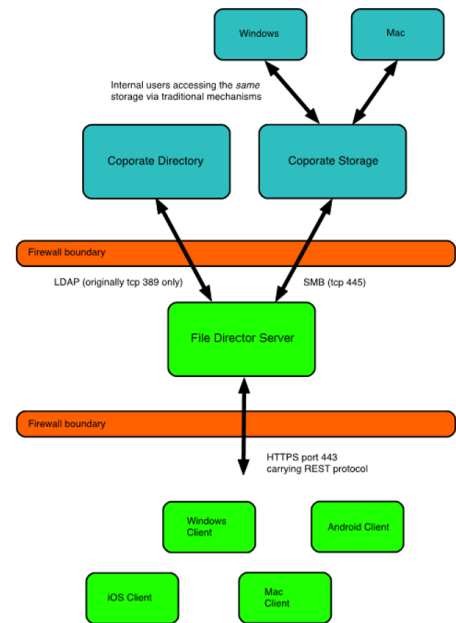 Windows
Mac
Internal users accessing the same
storage via traditional mechanisms
Coporate Directory
Coporate Storage
Firewall boundary
LDAP (originally tcp 389 only)
SMB (tcp 445)
File Director Server
Firewall boundary
HTTPS port 443
carrying REST protocol
Windows
Client
Android Client
iOS Client
Mac
Client